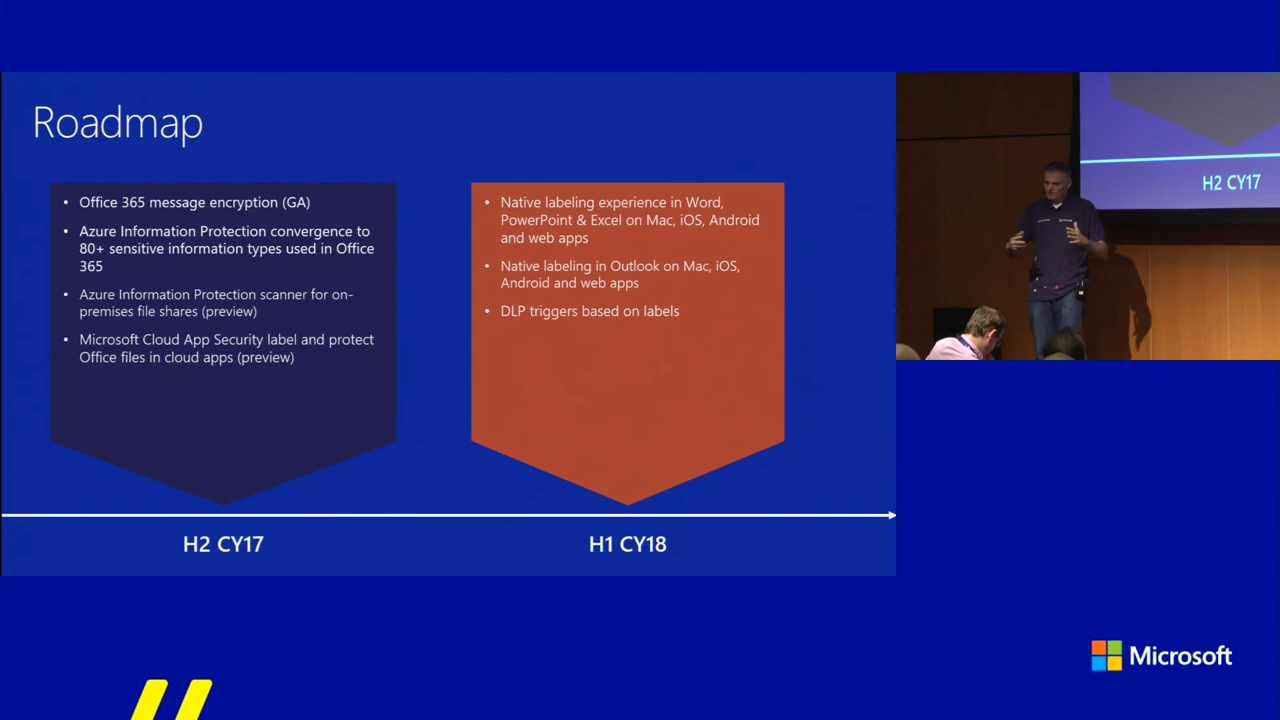 Roadmap
• Office 365 message encryption (GA)
• Azure Information Protection convergence to
80+ sensitive information types used in Office
365
• Azure Information Protection scanner for on-
premises file shares (preview)
• Microsoft Cloud App Security label and protect
Office files in cloud apps (preview)
• Native labeling experience in Word,
PowerPoint & Excel on Mac, iOS, Android
and web apps
• Native labeling in Outlook on Mac, iOS,
Android and web apps
• DLP triggers based on labels
H2 CY17
H1 CY18
H2 CY17
Microsoft